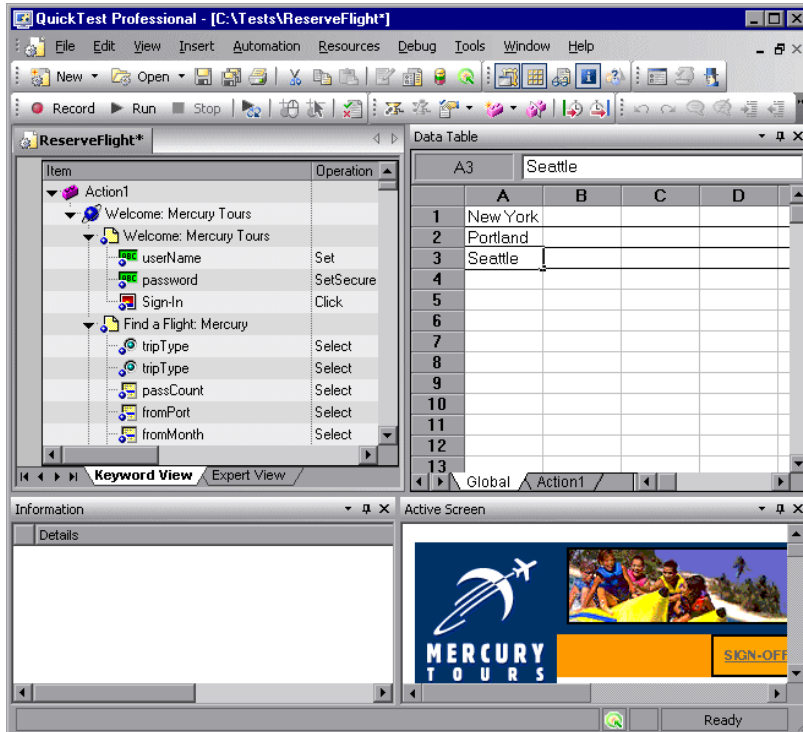 QuickTest Professional - [C:\Tests\ReserveFlight*]
File Edit View Insert Automation Resources Debug Tools Window Help
New Open
Record Run Stop
ReserveFlight*
Item Operation
Action1
Welcome: Mercury Tours
Welcome: Mercury Tours
userName Set
password SetSecure
Sign-In Click
Find a Flight: Mercury
tripType Select
tripType Select
passCount Select
fromPort Select
fromMonth Select
Keyword View Expert View
Data Table
A3 Seattle
A B C D
1 New York
2 Portland
3 Seattle
4
5
6
7
8
9
10
11
12
13
Global Action1
Information
Details
Active Screen
MERCURY
TOURS
SIGN-OFF
Ready